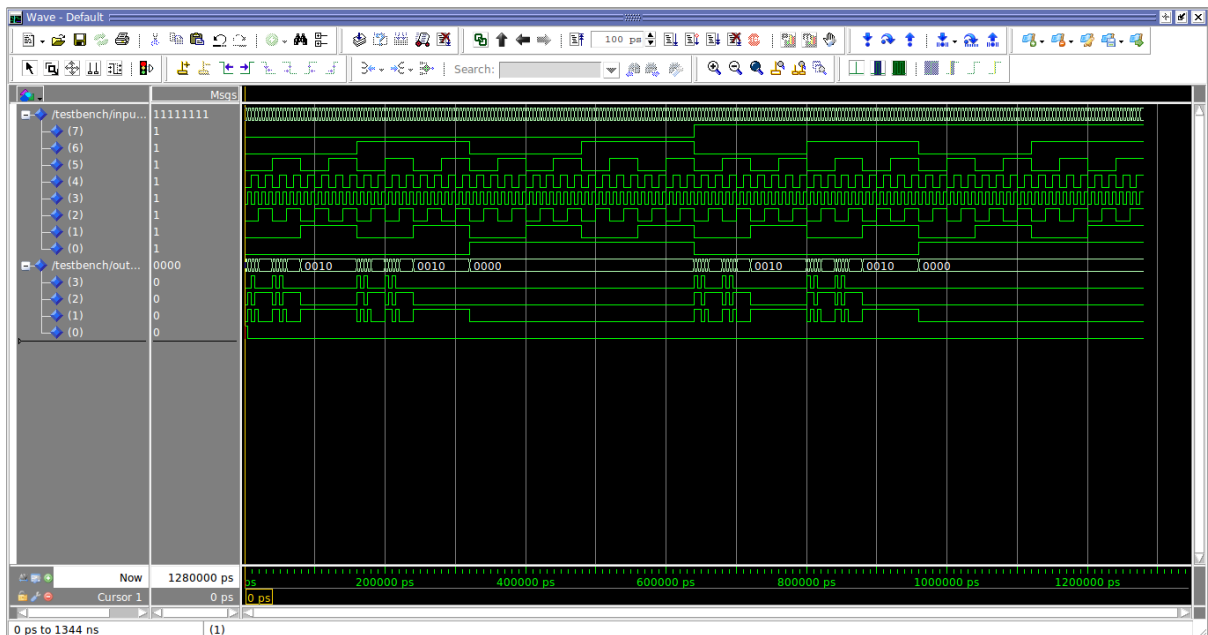 Wave - Default
100 ps
Search:
Msgs
/testbench/inpu... 11111111
(7) 1
(6) 1
(5) 1
(4) 1
(3) 1
(2) 1
(1) 1
(0) 1
/testbench/out... 0000 0010 0010 0000 0010 0010 0000
(3) 0
(2) 0
(1) 0
(0) 0
Now 1280000 ps ps 200000 ps 400000 ps 600000 ps 800000 ps 1000000 ps 1200000 ps
Cursor 1 0 ps 0 ps
0 ps to 1344 ns (1)